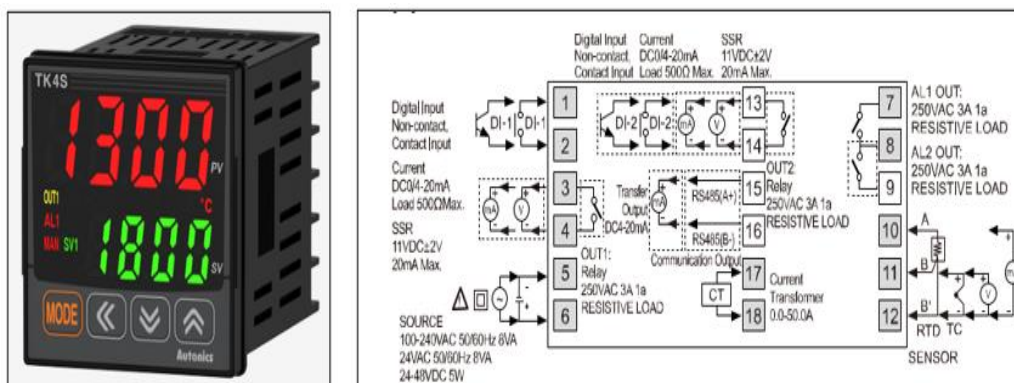 TK4S
1300
PV
OUT1
°C
AL1
MAN SV1
1800
SV
MODE
Autonics
Digital Input
Non-contact,
Contact Input
Current
DC0/4-20mA
Load 500Ω Max.
SSR
11VDC±2V
20mA Max.
Digital Input
Non-contact,
Contact Input
DI-1
DI-1
1
2
DI-2
DI-2
mA
V
13
14
7
8
9
AL1 OUT:
250VAC 3A 1a
RESISTIVE LOAD
AL2 OUT:
250VAC 3A 1a
RESISTIVE LOAD
Current
DC0/4-20mA
Load 500ΩMax.
SSR
11VDC±2V
20mA Max.
mA
V
3
4
Transfer
Output
DC4-20mA
mA
RS485(A+)
RS485(B-)
Communication Output
15
16
OUT2:
Relay
250VAC 3A 1a
RESISTIVE LOAD
OUT1:
Relay
250VAC 3A 1a
RESISTIVE LOAD
5
6
SOURCE
100-240VAC 50/60Hz 8VA
24VAC 50/60Hz 8VA
24-48VDC 5W
CT
17
18
Current
Transformer
0.0-50.0A
10
11
12
A
B
B'
RTD
TC
V
SENSOR